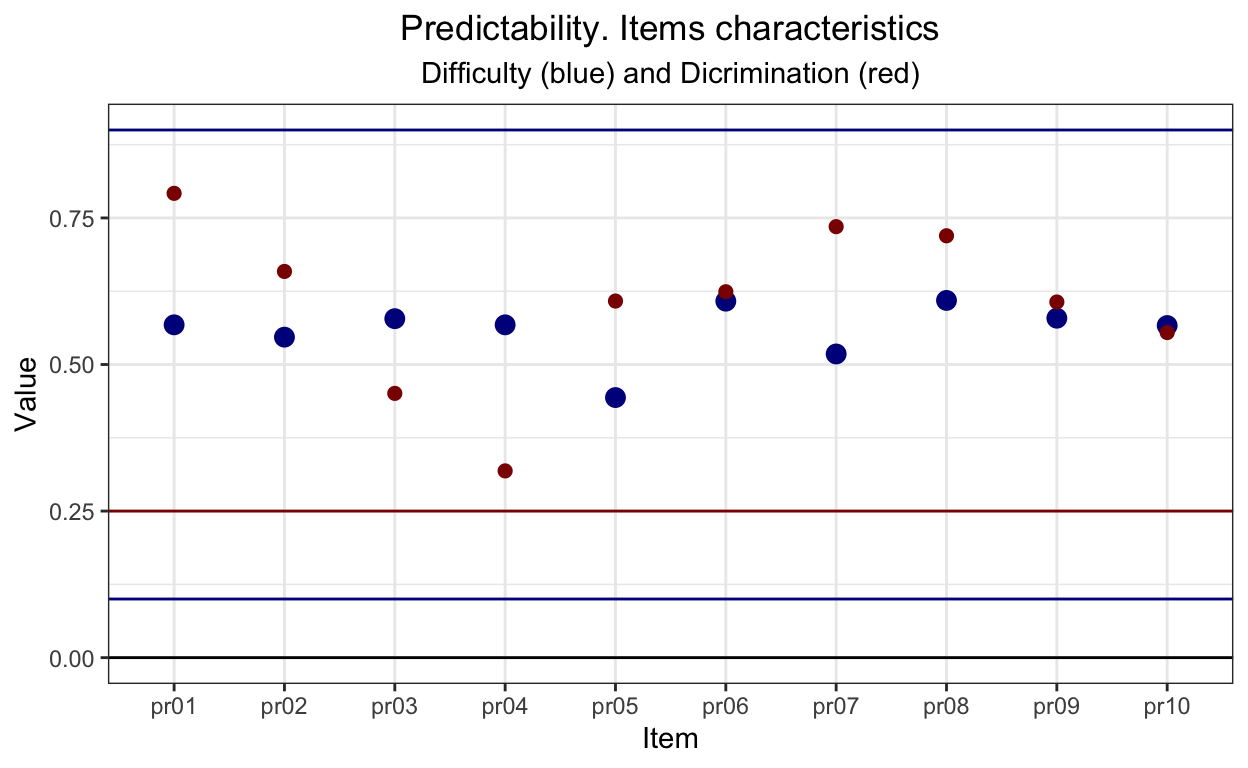 Predictability. Items characteristics
Difficulty (blue) and Dicrimination (red)
Value
0.75
0.50
0.25
0.00
pr01 pr02 pr03 pr04 pr05 pr06 pr07 pr08 pr09 pr10
Item